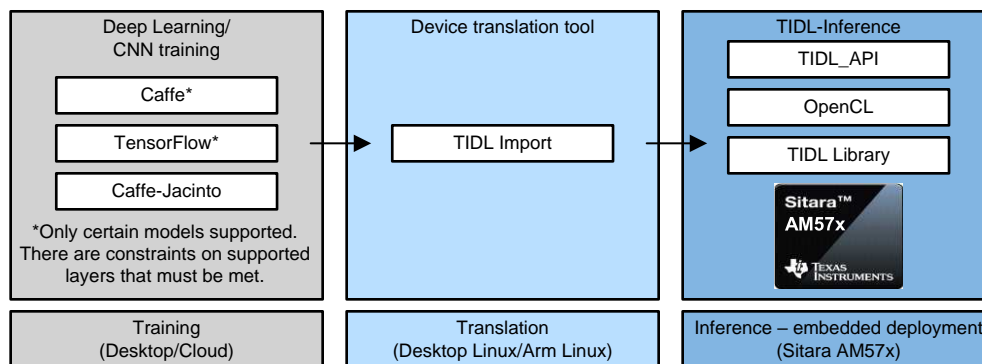 Deep Learning/
CNN training
Caffe*
TensorFlow*
Caffe-Jacinto
*Only certain models supported.
There are constraints on supported
layers that must be met.
Device translation tool
TIDL Import
TIDL-Inference
TIDL_API
OpenCL
TIDL Library
Sitara™
AM57x
TEXAS
INSTRUMENTS
Training
(Desktop/Cloud)
Translation
(Desktop Linux/Arm Linux)
Inference – embedded deployment
(Sitara AM57x)